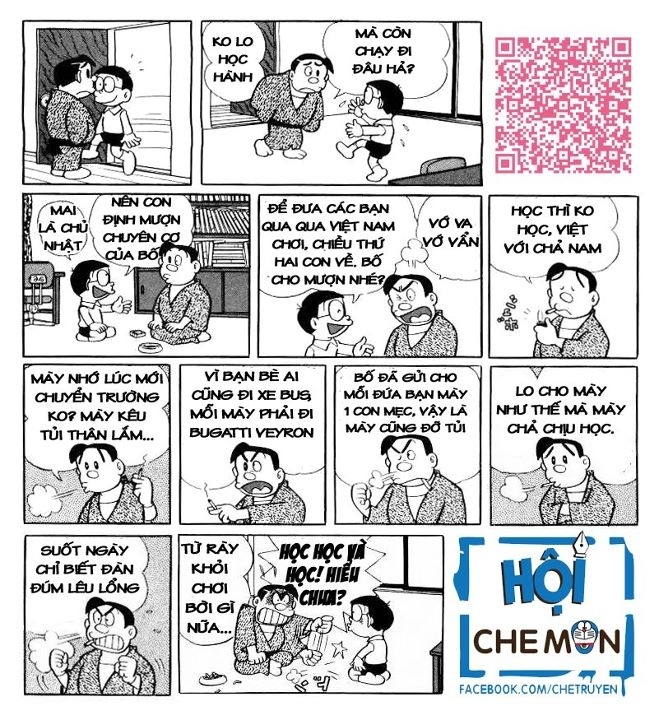 KO LO
HỌC
HÀNH
MÀ CÒN
CHẠY ĐI
ĐÂU HẢ?
MAI
LÀ CHỦ
NHẬT
NÊN CON
ĐỊNH MƯỢN
CHUYÊN CƠ
CỦA BỐ
ĐỂ ĐƯA CÁC BẠN
QUA QUA VIỆT NAM
CHƠI, CHIỀU THỨ
HAI CON VỀ. BỐ
CHO MƯỢN NHÉ?
VỚ VA
VỚ VẨN
HỌC THÌ KO
HỌC, VIỆT
VỚI CHẢ NAM
MÀY NHỚ LÚC MỚI
CHUYỂN TRƯỜNG
KO? MÀY KÊU
TỦI THÂN LẮM...
VÌ BẠN BÈ AI
CŨNG ĐI XE BUS,
MỖI MÀY PHẢI ĐI
BUGATTI VEYRON
BỐ ĐÃ GỬI CHO
MỖI ĐỨA BẠN MÀY
1 CON MẸC, VẬY LÀ
MÀY CŨNG ĐỠ TỦI
LO CHO MÀY
NHƯ THẾ MÀ MÀY
CHẢ CHỊU HỌC.
SUỐT NGÀY
CHỈ BIẾT ĐÀN
ĐÚM LÊU LỔNG
TỪ RÀY
KHỎI
CHƠI
BỜI GÌ
NỮA...
HỌC HỌC VÀ
HỌC! HIỂU
CHƯA?
HỘI
CHEMON
FACEBOOK.COM/CHETRUYEN